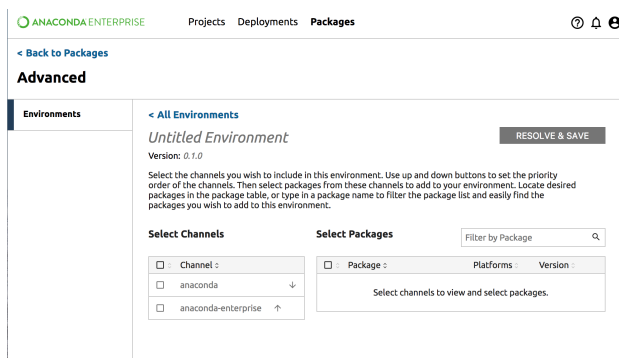 ANACONDA ENTERPRISE Projects Deployments Packages
< Back to Packages
Advanced
Environments
< All Environments
Untitled Environment
RESOLVE & SAVE
Version: 0.1.0
Select the channels you wish to include in this environment. Use up and down buttons to set the priority
order of the channels. Then select packages from these channels to add to your environment. Locate desired
packages in the package table, or type in a package name to filter the package list and easily find the
packages you wish to add to this environment.
Select Channels
Select Packages
Filter by Package
Channel
Package Platforms Version
anaconda
Select channels to view and select packages.
anaconda-enterprise